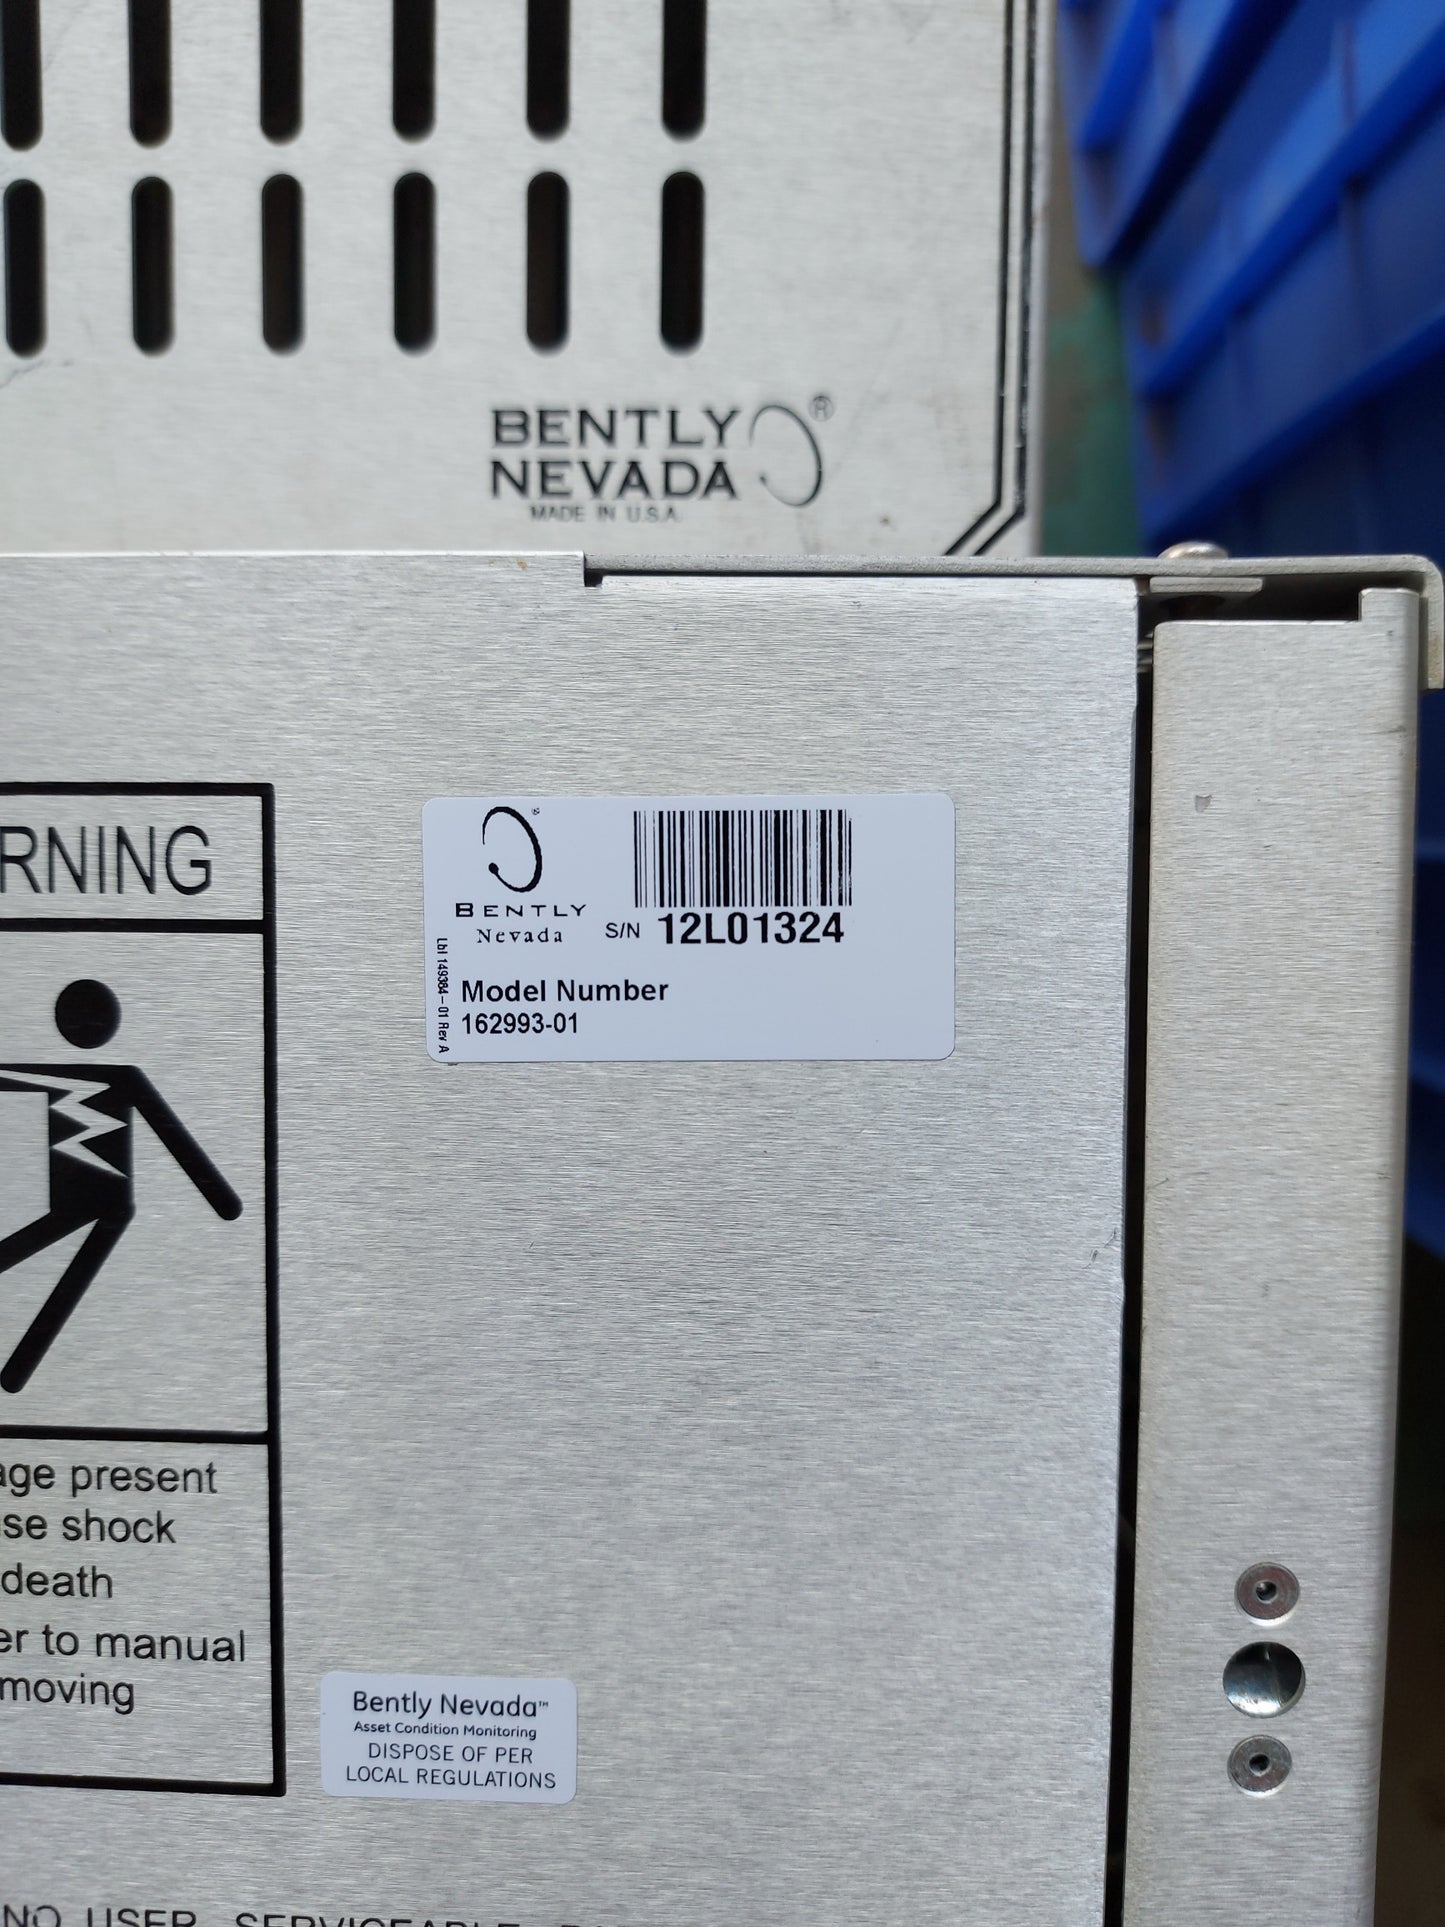 BENTLY ®
NEVADA
MADE IN U.S.A.
RNING
age present
se shock
death
er to manual
moving
®
BENTLY
Nevada
S/N 12L01324
Lbl 149384-01 Rev A
Model Number
162993-01
Bently Nevada™
Asset Condition Monitoring
DISPOSE OF PER
LOCAL REGULATIONS
NO USER SERVICEABLE